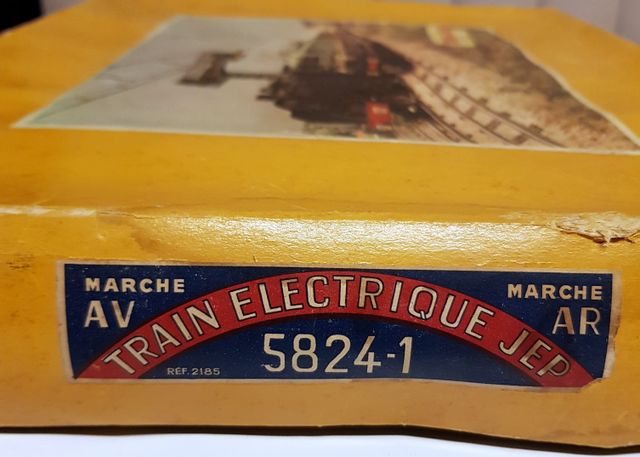 MARCHE
AV
TRAIN ELECTRIQUE JEP
MARCHE
AR
5824-1
REF. 2185